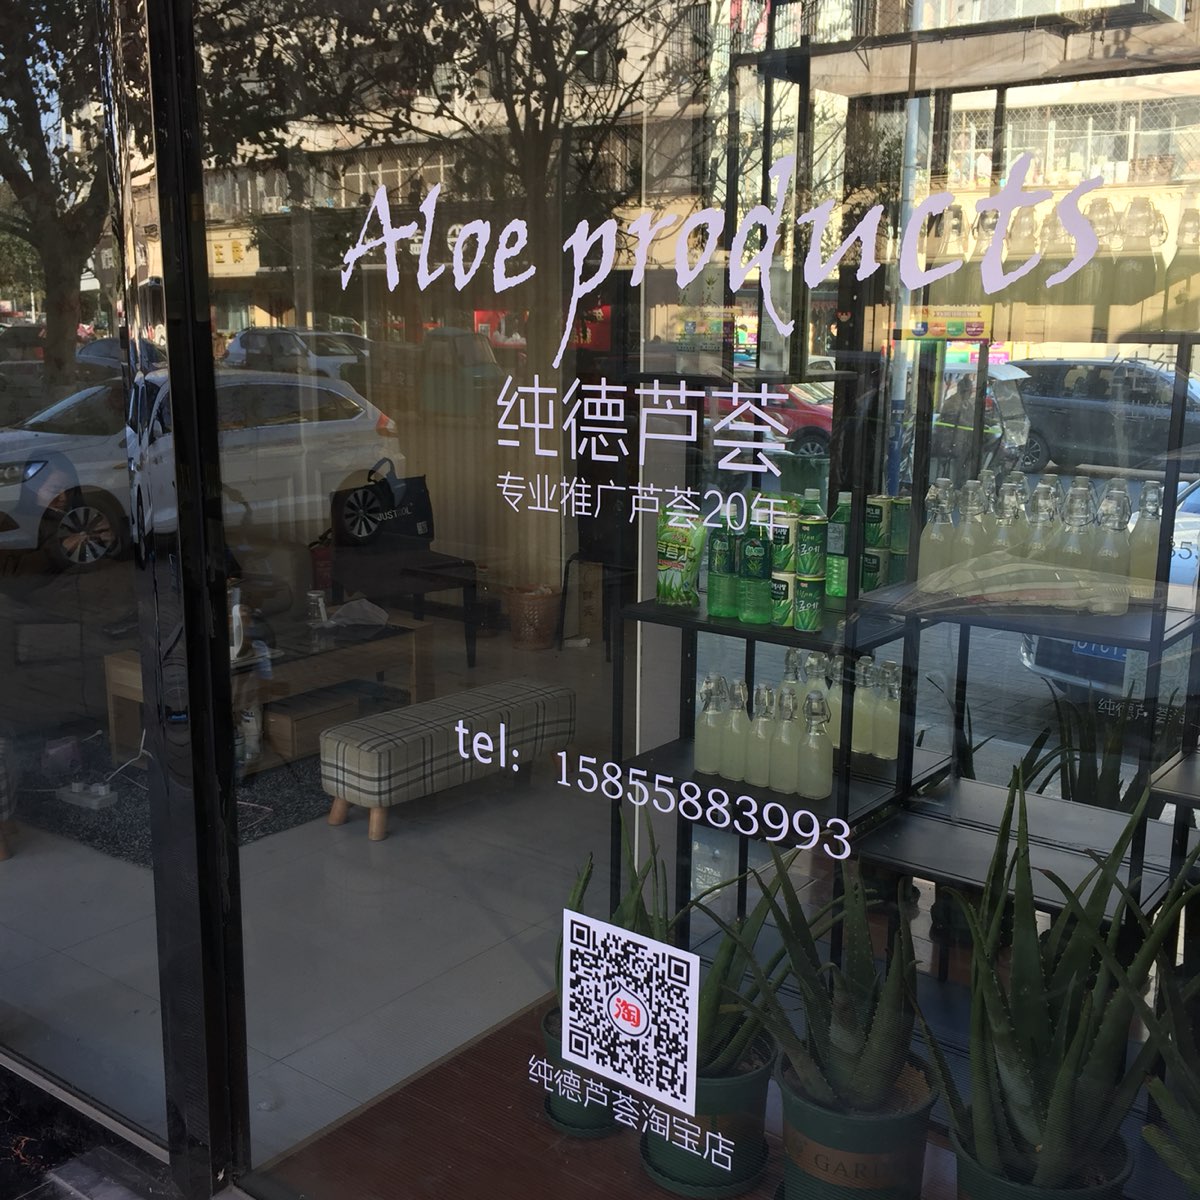 Aloe products
纯德芦荟
专业推广芦荟20年
tel: 15855883993
淘
纯德芦荟淘宝店